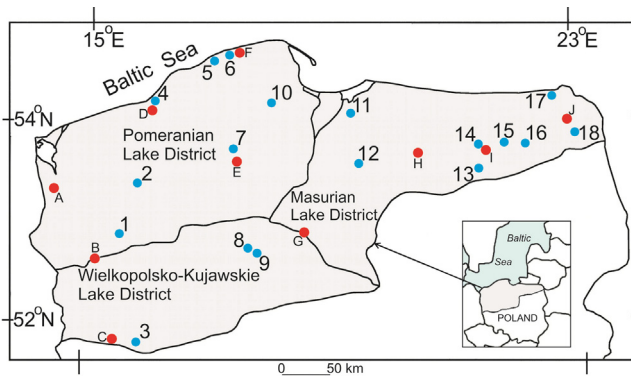 15°E
23°E
Baltic Sea
F
5
6
4
D
10
17
54°N
11
J
18
Pomeranian
Lake District
7
E
14
15
16
I
H
12
13
A
2
Masurian
Lake District
1
G
B
8
9
Wielkopolsko-Kujawskie
Lake District
Baltic
Sea
POLAND
52°N
C
3
0
50 km